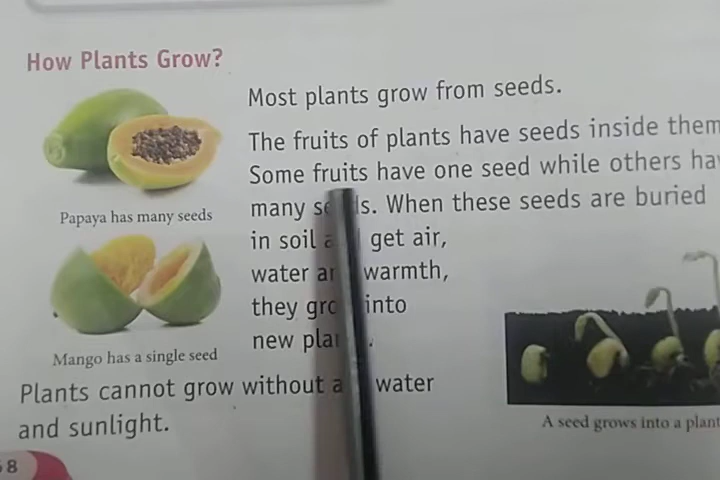 How Plants Grow?
Most plants grow from seeds.
The fruits of plants have seeds inside them
Some fruits have one seed while others
many. When these seeds are buried
in soil get air,
water warmth,
they into
new
Papaya has many seeds
Mango has a single seed
Plants cannot grow without water
and sunlight.
A seed grows into a plant
8